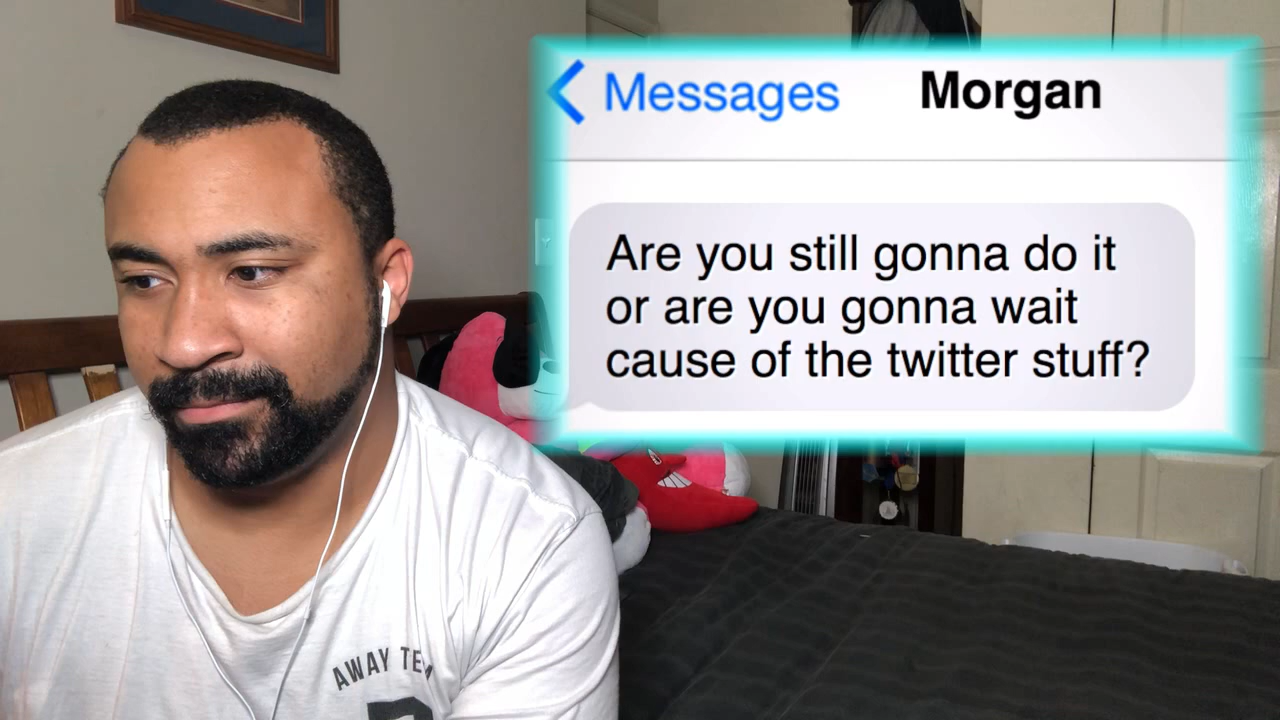 Messages
Morgan
Are you still gonna do it
or are you gonna wait
cause of the twitter stuff?
AWAY